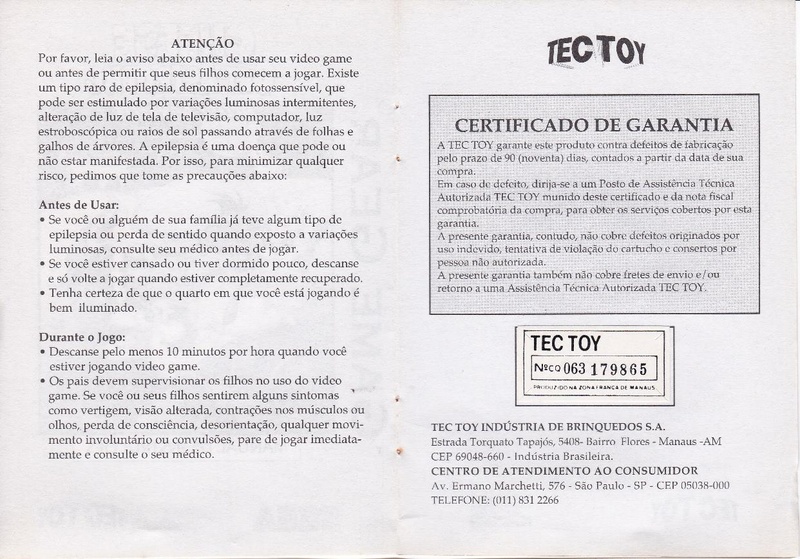 ATENÇÃO
Por favor, leia o aviso abaixo antes de usar seu video game
ou antes de permitir que seus filhos comecem a jogar. Existe
um tipo raro de epilepsia, denominado fotossensível, que
pode ser estimulado por variações luminosas intermitentes,
alteração de luz de tela de televisão, computador, luz
estroboscópica ou raios de sol passando através de folhas e
galhos de árvores. A epilepsia é uma doença que pode ou
não estar manifestada. Por isso, para minimizar qualquer
risco, pedimos que tome as precauções abaixo:
Antes de Usar:
• Se você ou alguém de sua família já teve algum tipo de
epilepsia ou perda de sentido quando exposto a variações
luminosas, consulte seu médico antes de jogar.
• Se você estiver cansado ou tiver dormido pouco, descanse
e só volte a jogar quando estiver completamente recuperado.
• Tenha certeza de que o quarto em que você está jogando é
bem iluminado.
Durante o Jogo:
• Descanse pelo menos 10 minutos por hora quando você
estiver jogando video game.
• Os pais devem supervisionar os filhos no uso do video
game. Se você ou seus filhos sentirem alguns sintomas
como vertigem, visão alterada, contrações nos músculos ou
olhos, perda de consciência, desorientação, qualquer movi-
mento involuntário ou convulsões, pare de jogar imediata-
mente e consulte o seu médico.
TEC TOY
CERTIFICADO DE GARANTIA
A TEC TOY garante este produto contra defeitos de fabricação
pelo prazo de 90 (noventa) dias, contados a partir da data de sua
compra.
Em caso de defeito, dirija-se a um Posto de Assistência Técnica
Autorizada TEC TOY munido deste certificado e da nota fiscal
comprobatória da compra, para obter os serviços cobertos por esta
garantia.
A presente garantia, contudo, não cobre defeitos originados por
uso indevido, tentativa de violação do cartucho e consertos por
pessoa não autorizada.
A presente garantia também não cobre fretes de envio e/ou
retorno a uma Assistência Técnica Autorizada TEC TOY.
TEC TOY
Nº CQ 063 179865
PRODUZIDO NA ZONA FRANCA DE MANAUS
TEC TOY INDÚSTRIA DE BRINQUEDOS S.A.
Estrada Torquato Tapajós, 5408- Bairro Flores - Manaus -AM
CEP 69048-660 - Indústria Brasileira.
CENTRO DE ATENDIMENTO AO CONSUMIDOR
Av. Ermano Marchetti, 576 - São Paulo - SP - CEP 05038-000
TELEFONE: (011) 831 2266